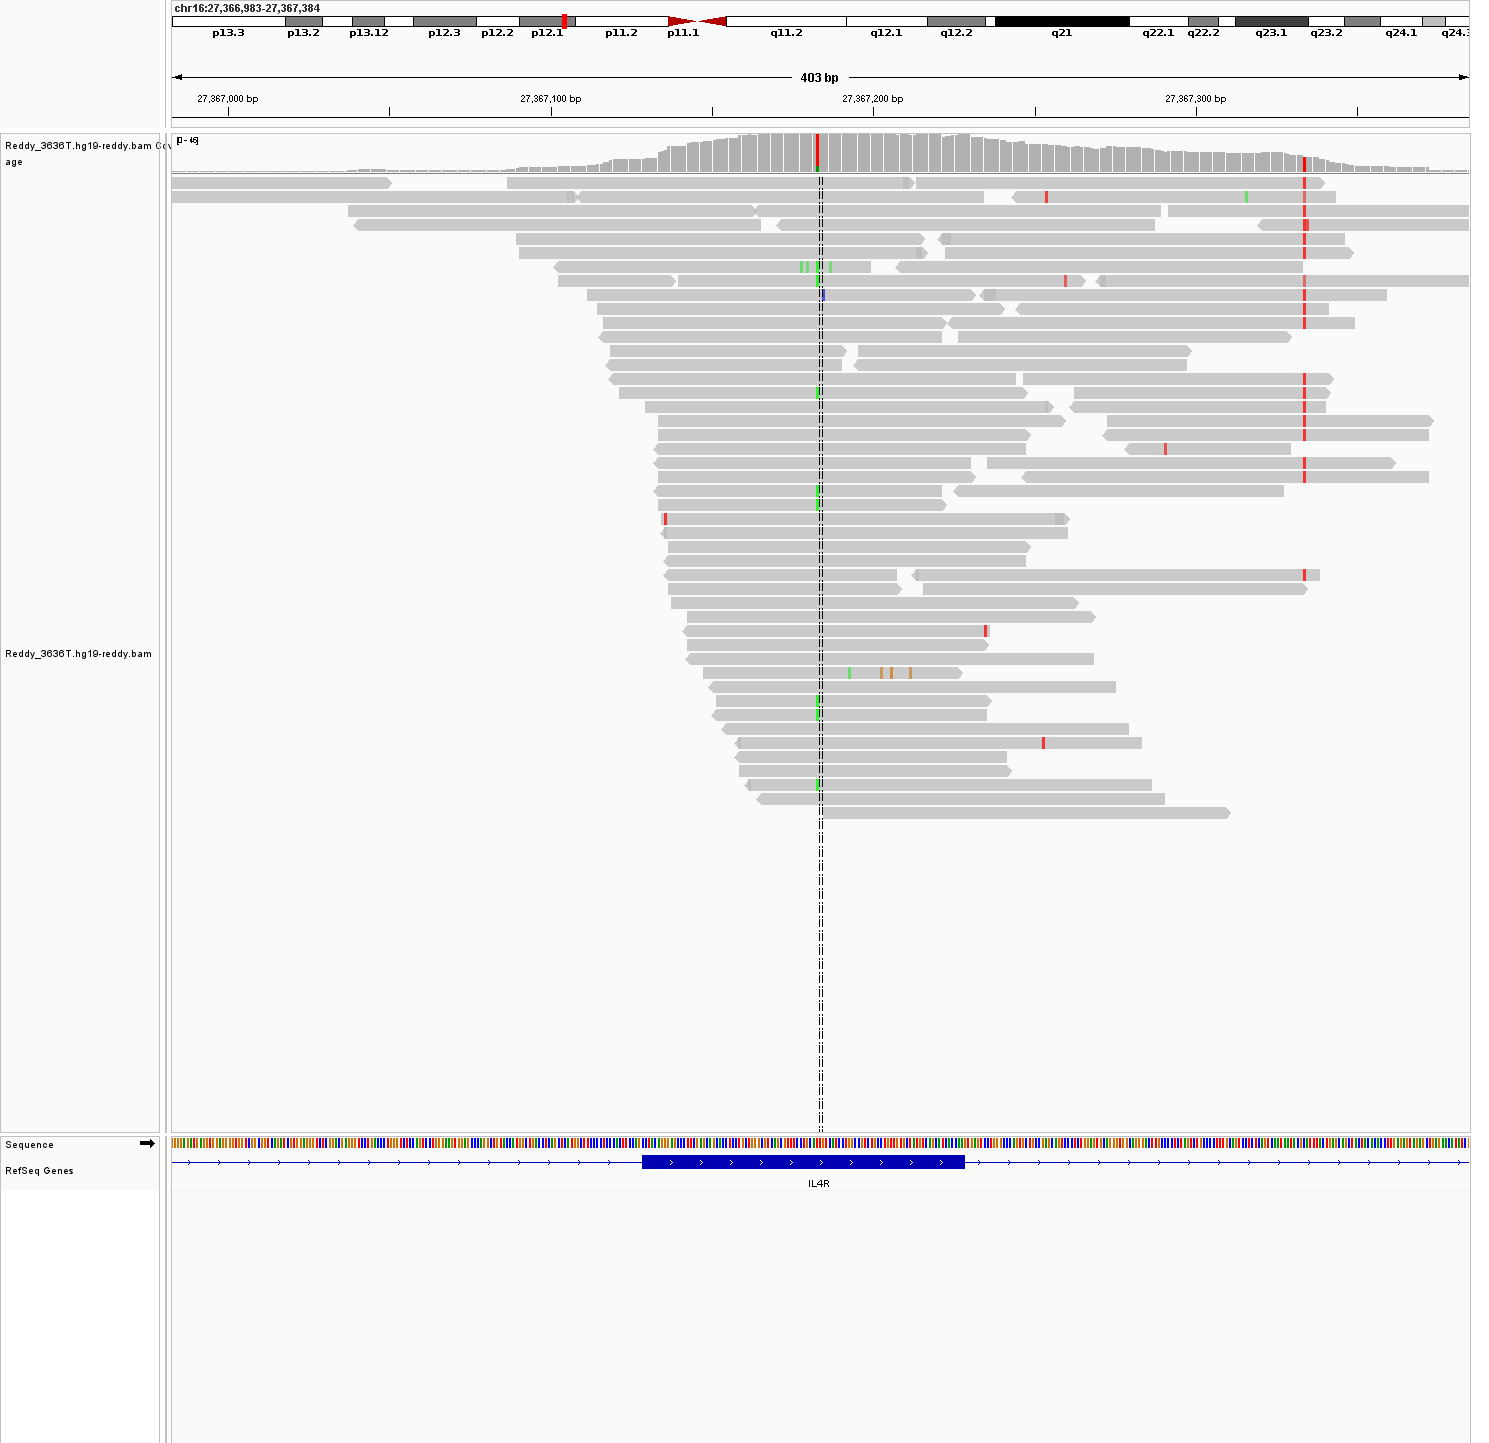 chr16:27,366,983-27,367,384
p13.3 p13.2 p13.12 p12.3 p12.2 p12.1 p11.2 p11.1 q11.2 q12.1 q12.2 q21 q22.1 q22.2 q23.1 q23.2 q24.1 q24.3
403 bp
27,367,000 bp 27,367,100 bp 27,367,200 bp 27,367,300 bp
[0 - 46]
Reddy_3636T.hg19-reddy.bam Cov
age
Reddy_3636T.hg19-reddy.bam
Sequence
RefSeq Genes
IL4R